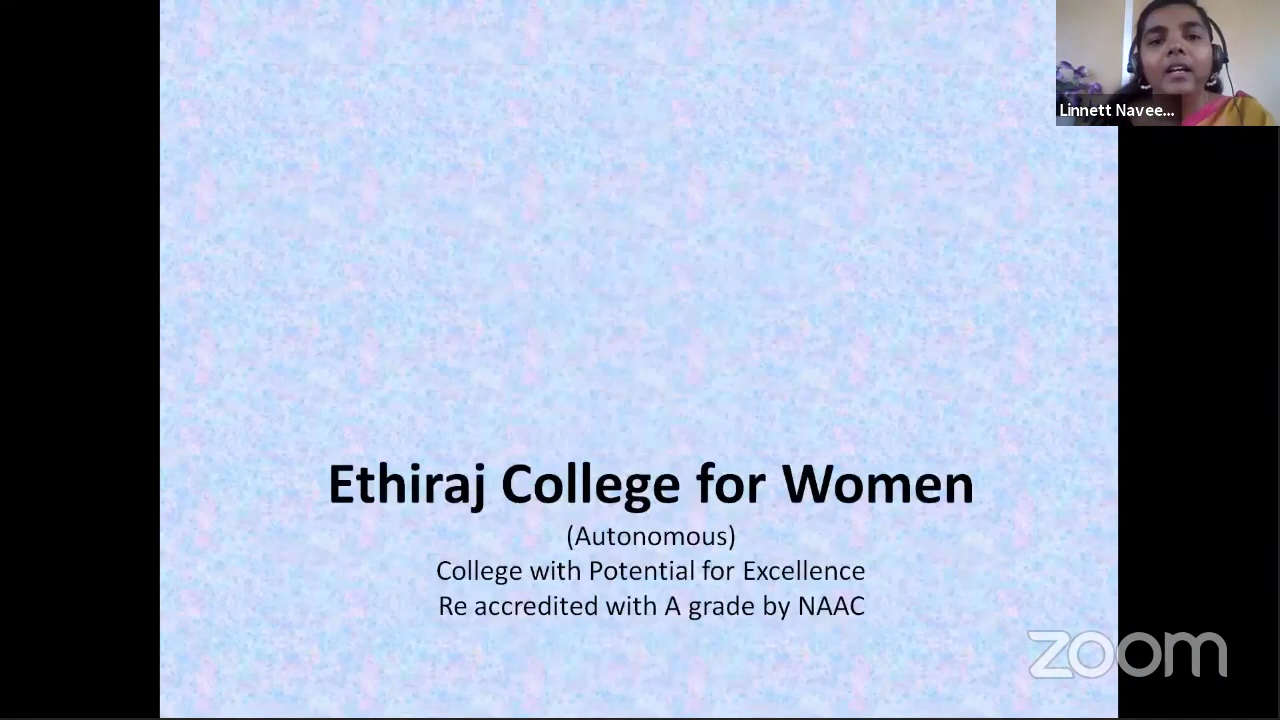 Linnett Navee...
Ethiraj College for Women
(Autonomous)
College with Potential for Excellence
Re accredited with A grade by NAAC
zoom